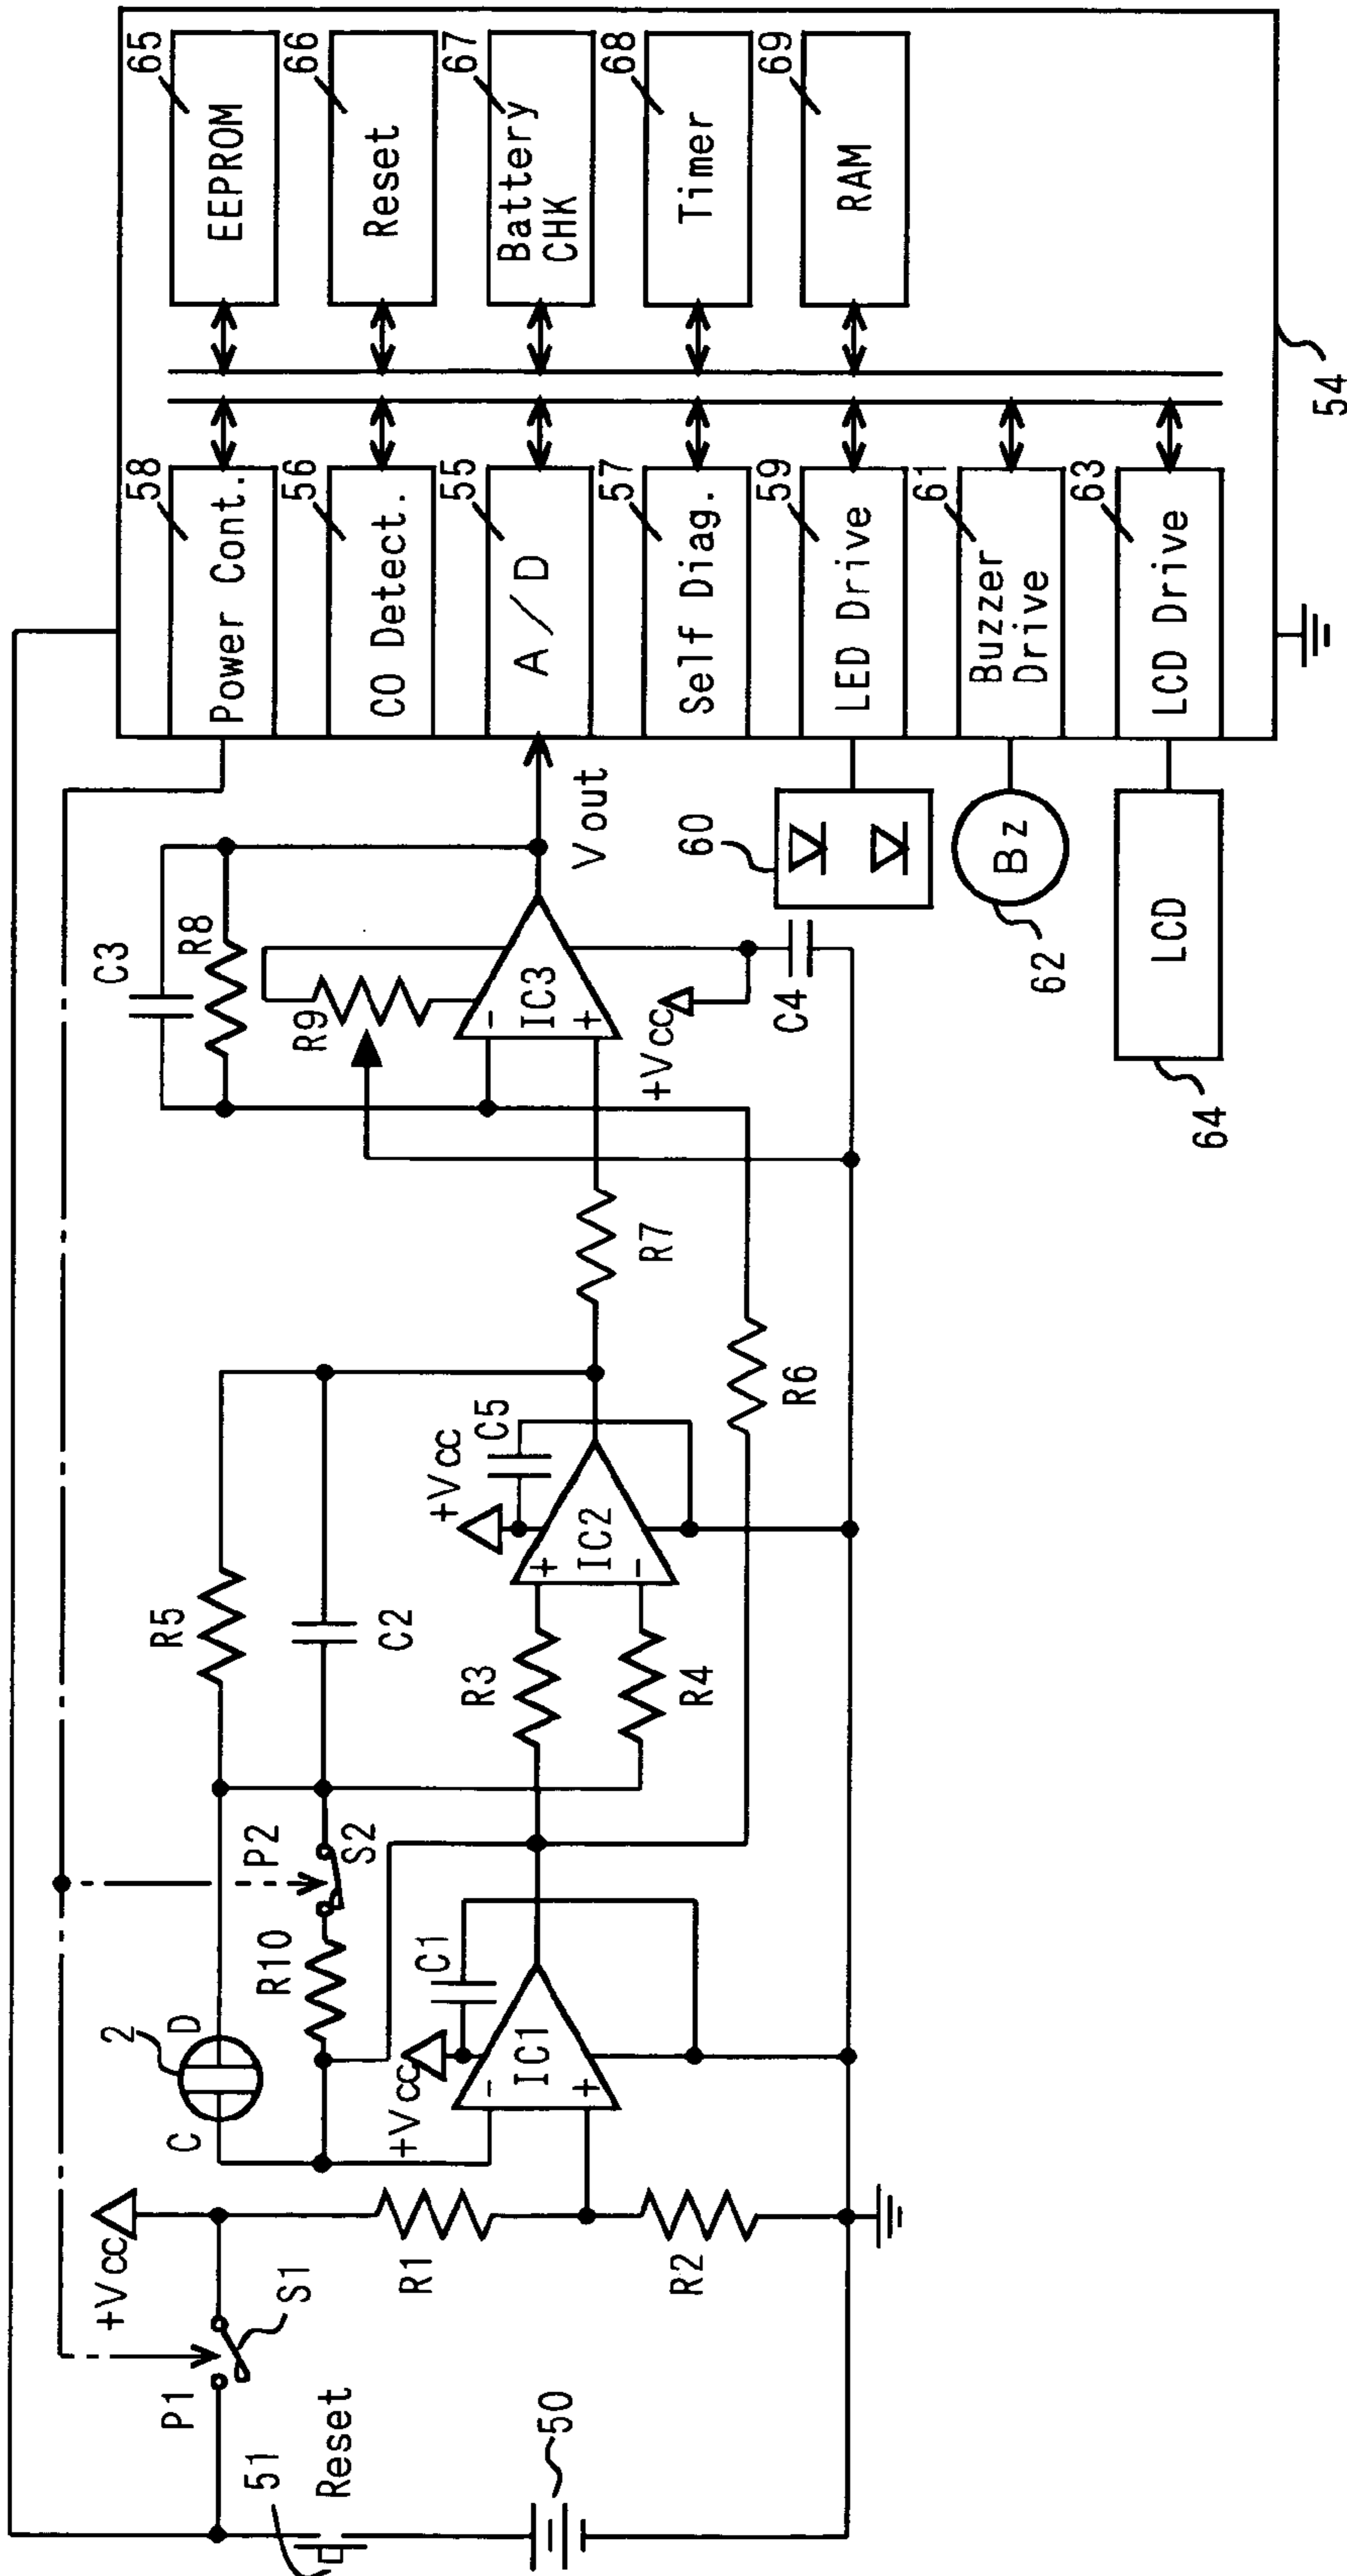 51
Reset
50
P1
S1
+Vcc
R1
R2
C
2
D
R10
P2
S2
+Vcc
C1
-
IC1
+
R5
C2
R3
R4
+Vcc
C5
+
IC2
-
R6
R7
C3
R8
R9
-
IC3
+
+Vcc
C4
Vout
60
62
Bz
64
LCD
58
Power Cont.
56
CO Detect.
55
A/D
57
Self Diag.
59
LED Drive
61
Buzzer
Drive
63
LCD Drive
65
EEPROM
66
Reset
67
Battery
CHK
68
Timer
69
RAM
54